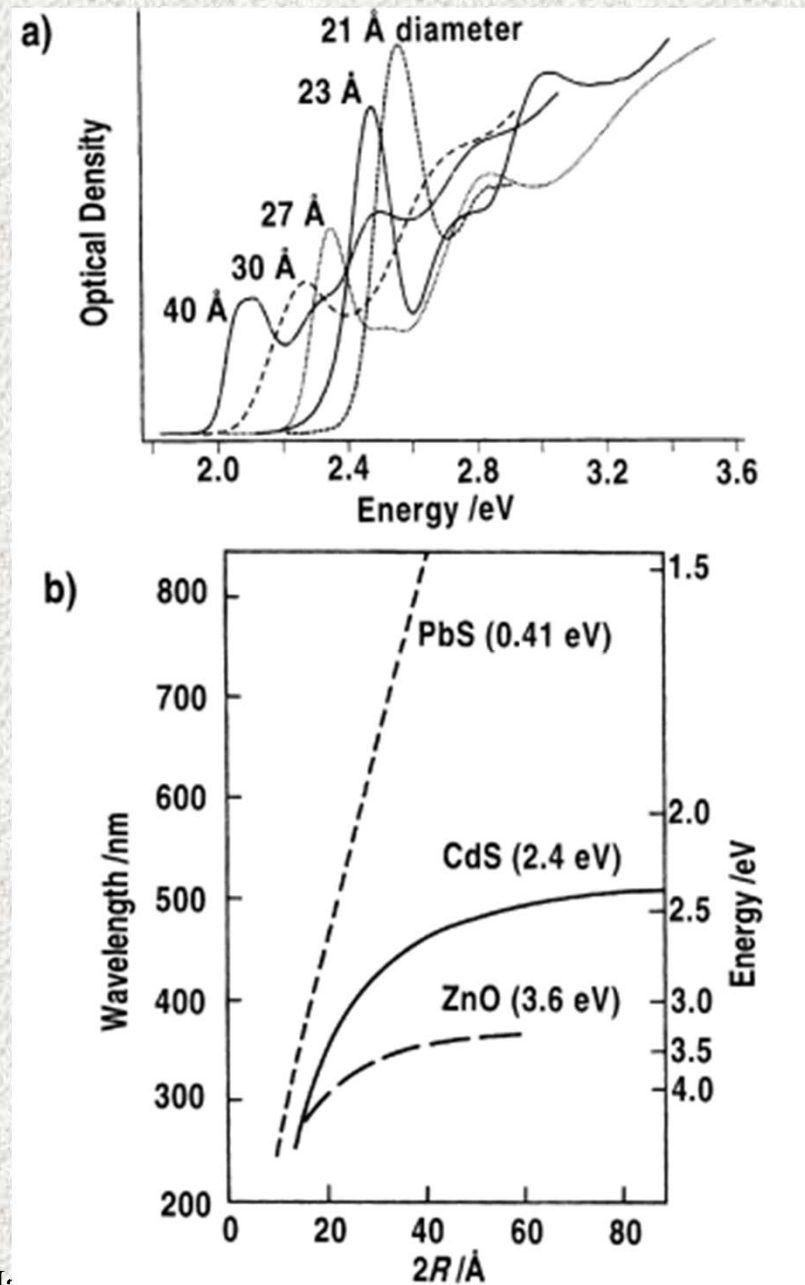 a)
21 Å diameter
23 Å
27 Å
30 Å
40 Å
Optical Density
2.0 2.4 2.8 3.2 3.6
Energy /eV
b)
800
700
600
500
400
300
200
Wavelength /nm
PbS (0.41 eV)
CdS (2.4 eV)
ZnO (3.6 eV)
1.5
2.0
2.5
3.0
3.5
4.0
Energy /eV
0 20 40 60 80
2R /Å